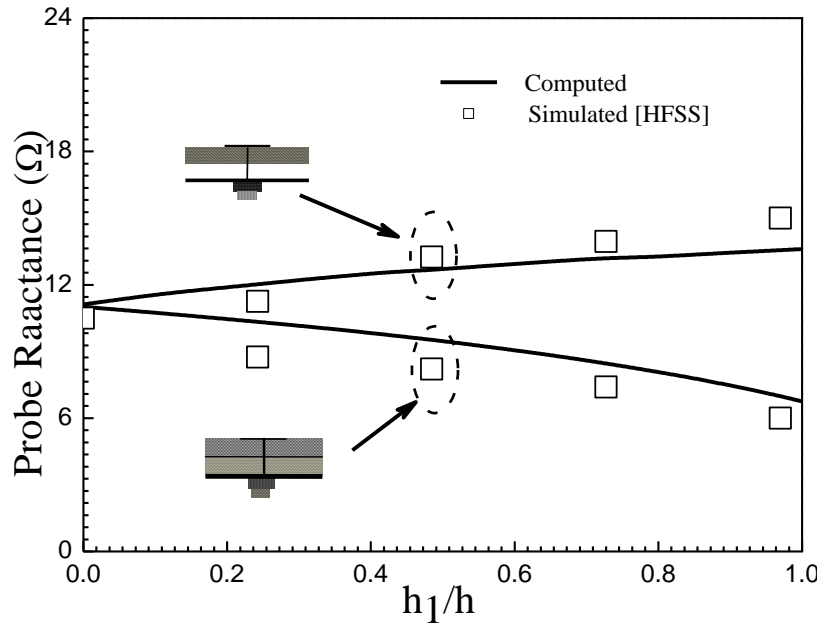 24
18
12
6
0
Probe Raactance (Ω)
Computed
Simulated [HFSS]
0.0 0.2 0.4 0.6 0.8 1.0
h1/h